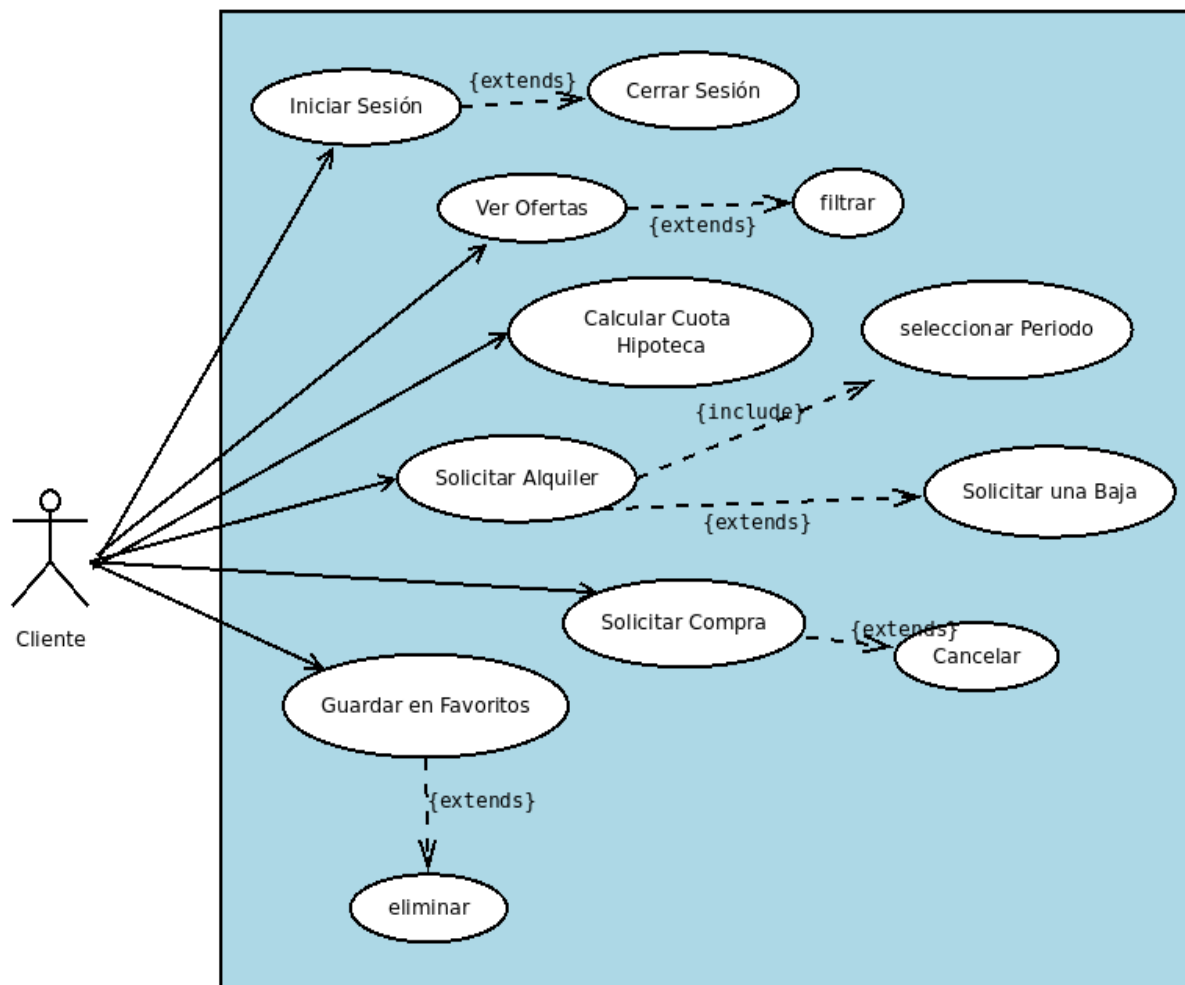 Iniciar Sesión
{extends}
Cerrar Sesión
Ver Ofertas
{extends}
filtrar
Calcular Cuota
Hipoteca
seleccionar Periodo
{include}
Solicitar Alquiler
{extends}
Solicitar una Baja
Cliente
Solicitar Compra
{extends}
Cancelar
Guardar en Favoritos
{extends}
eliminar